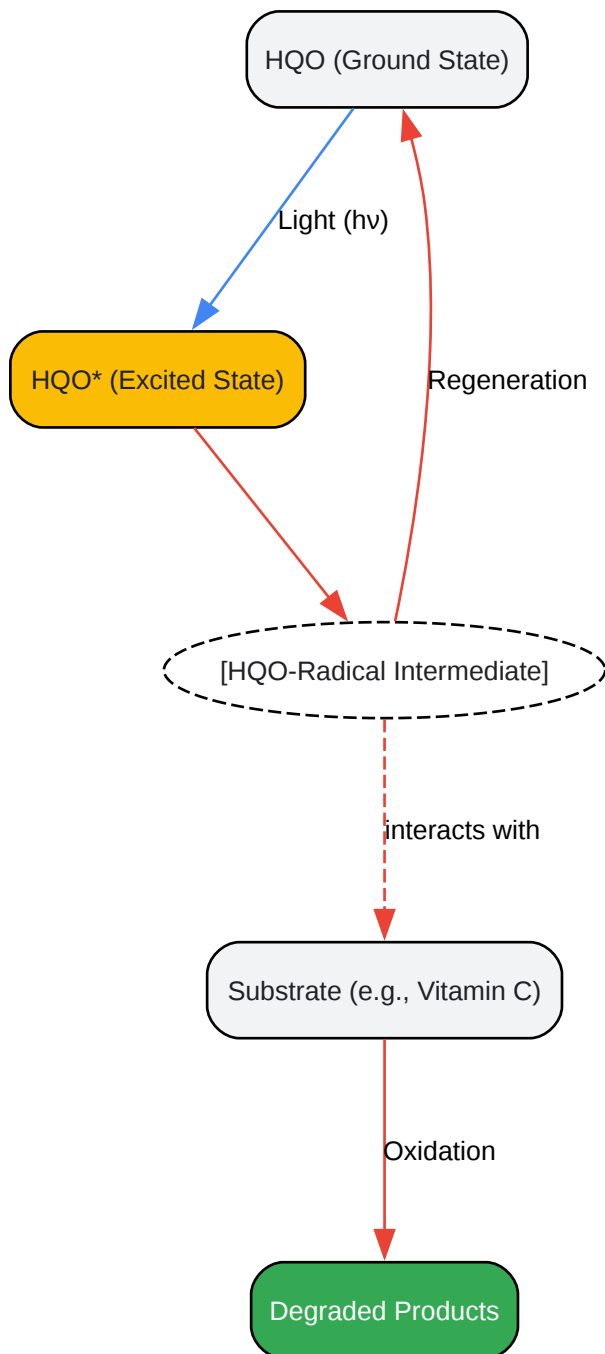 HQO (Ground State)
Light (hν)
HQO* (Excited State)
Regeneration
[HQO-Radical Intermediate]
interacts with
Substrate (e.g., Vitamin C)
Oxidation
Degraded Products